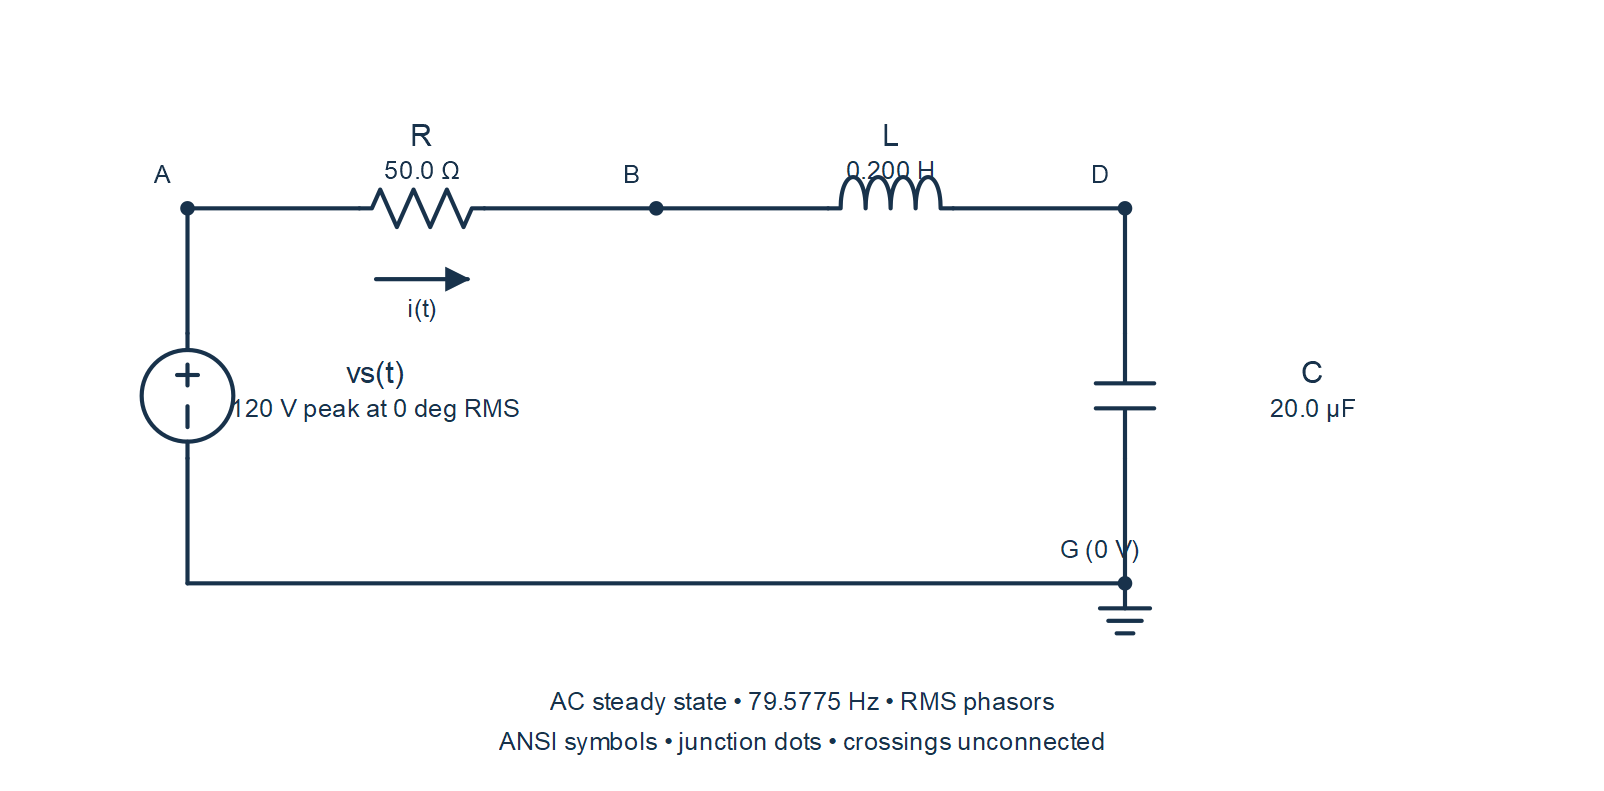 R
50.0 Ω
L
0.200 H
A
B
D
i(t)
vs(t)
120 V peak at 0 deg RMS
C
20.0 µF
G (0 V)
AC steady state • 79.5775 Hz • RMS phasors
ANSI symbols • junction dots • crossings unconnected